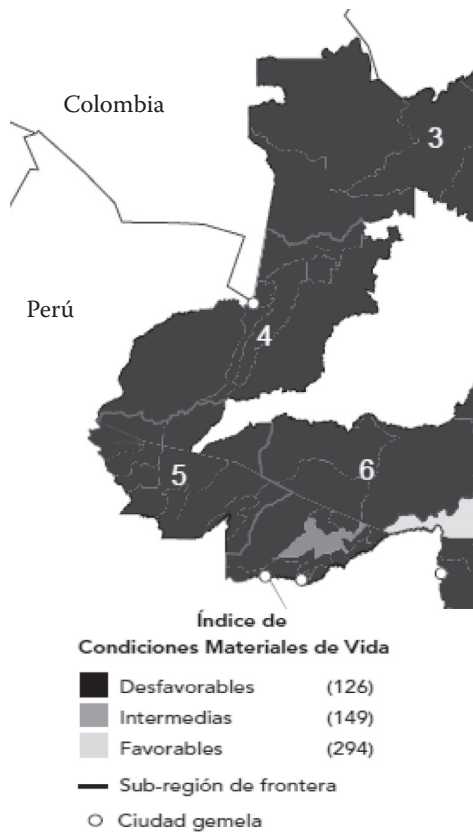 Colombia
3
Perú
4
5
6
Índice de
Condiciones Materiales de Vida
Desfavorables (126)
Intermedias (149)
Favorables (294)
Sub-región de frontera
Ciudad gemela